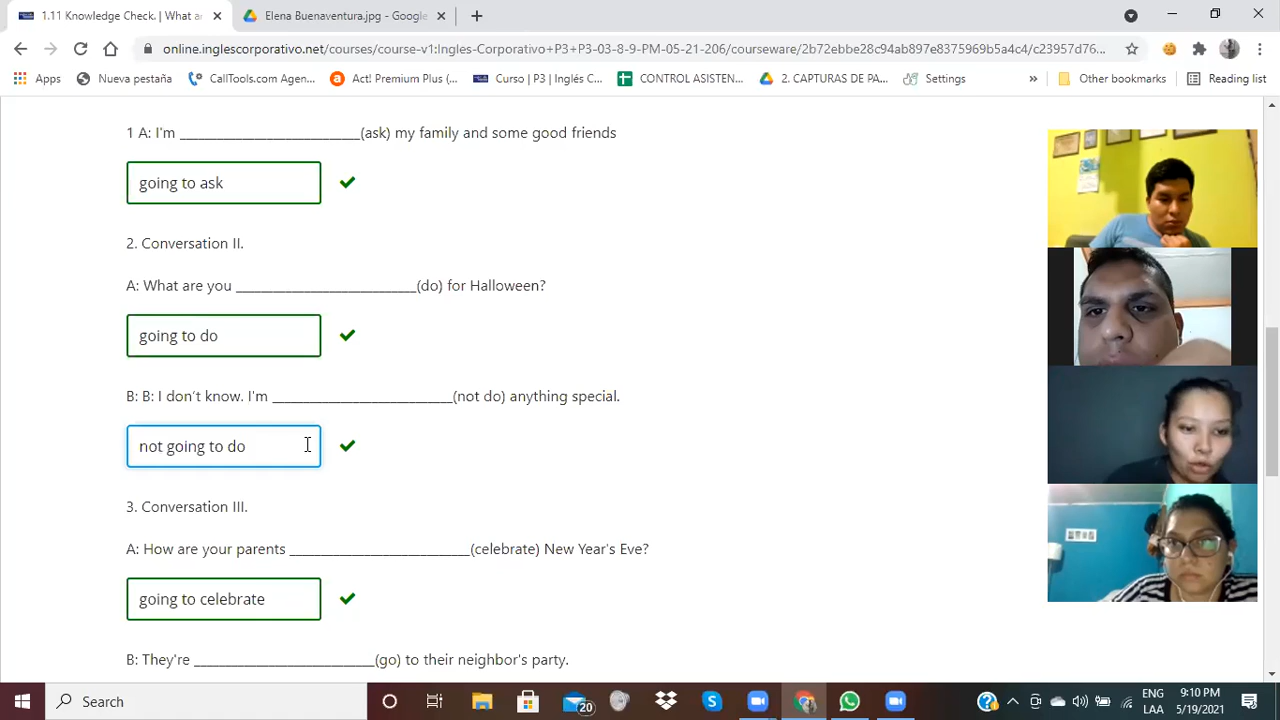 1.11 Knowledge Check. | What ar
Elena Buenaventura.jpg - Google
online.inglescorporativo.net/courses/course-v1:Ingles-Corporativo+P3+P3-03-8-9-PM-05-21-206/courseware/2b72ebbe28c94ab897e8375969b5a4c4/c23957d76...
Apps
Nueva pestaña
CallTools.com Agen...
Act! Premium Plus (...
Curso | P3 | Inglés C...
CONTROL ASISTEN...
2. CAPTURAS DE PA...
Settings
»
Other bookmarks
Reading list
1 A: I'm ___________________________(ask) my family and some good friends
going to ask
2. Conversation II.
A: What are you ___________________________(do) for Halloween?
going to do
B: B: I don’t know. I'm ___________________________(not do) anything special.
not going to do
3. Conversation III.
A: How are your parents ___________________________(celebrate) New Year's Eve?
going to celebrate
B: They're ___________________________(go) to their neighbor's party.
Search
20
ENG
LAA
9:10 PM
5/19/2021